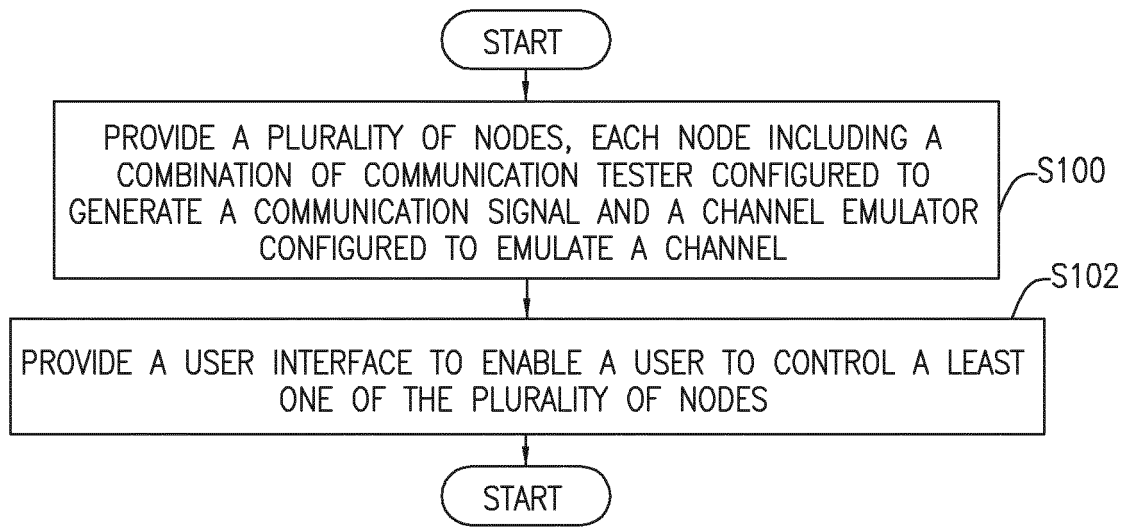 START
PROVIDE A PLURALITY OF NODES, EACH NODE INCLUDING A
COMBINATION OF COMMUNICATION TESTER CONFIGURED TO
GENERATE A COMMUNICATION SIGNAL AND A CHANNEL EMULATOR
CONFIGURED TO EMULATE A CHANNEL
S100
S102
PROVIDE A USER INTERFACE TO ENABLE A USER TO CONTROL A LEAST
ONE OF THE PLURALITY OF NODES
START